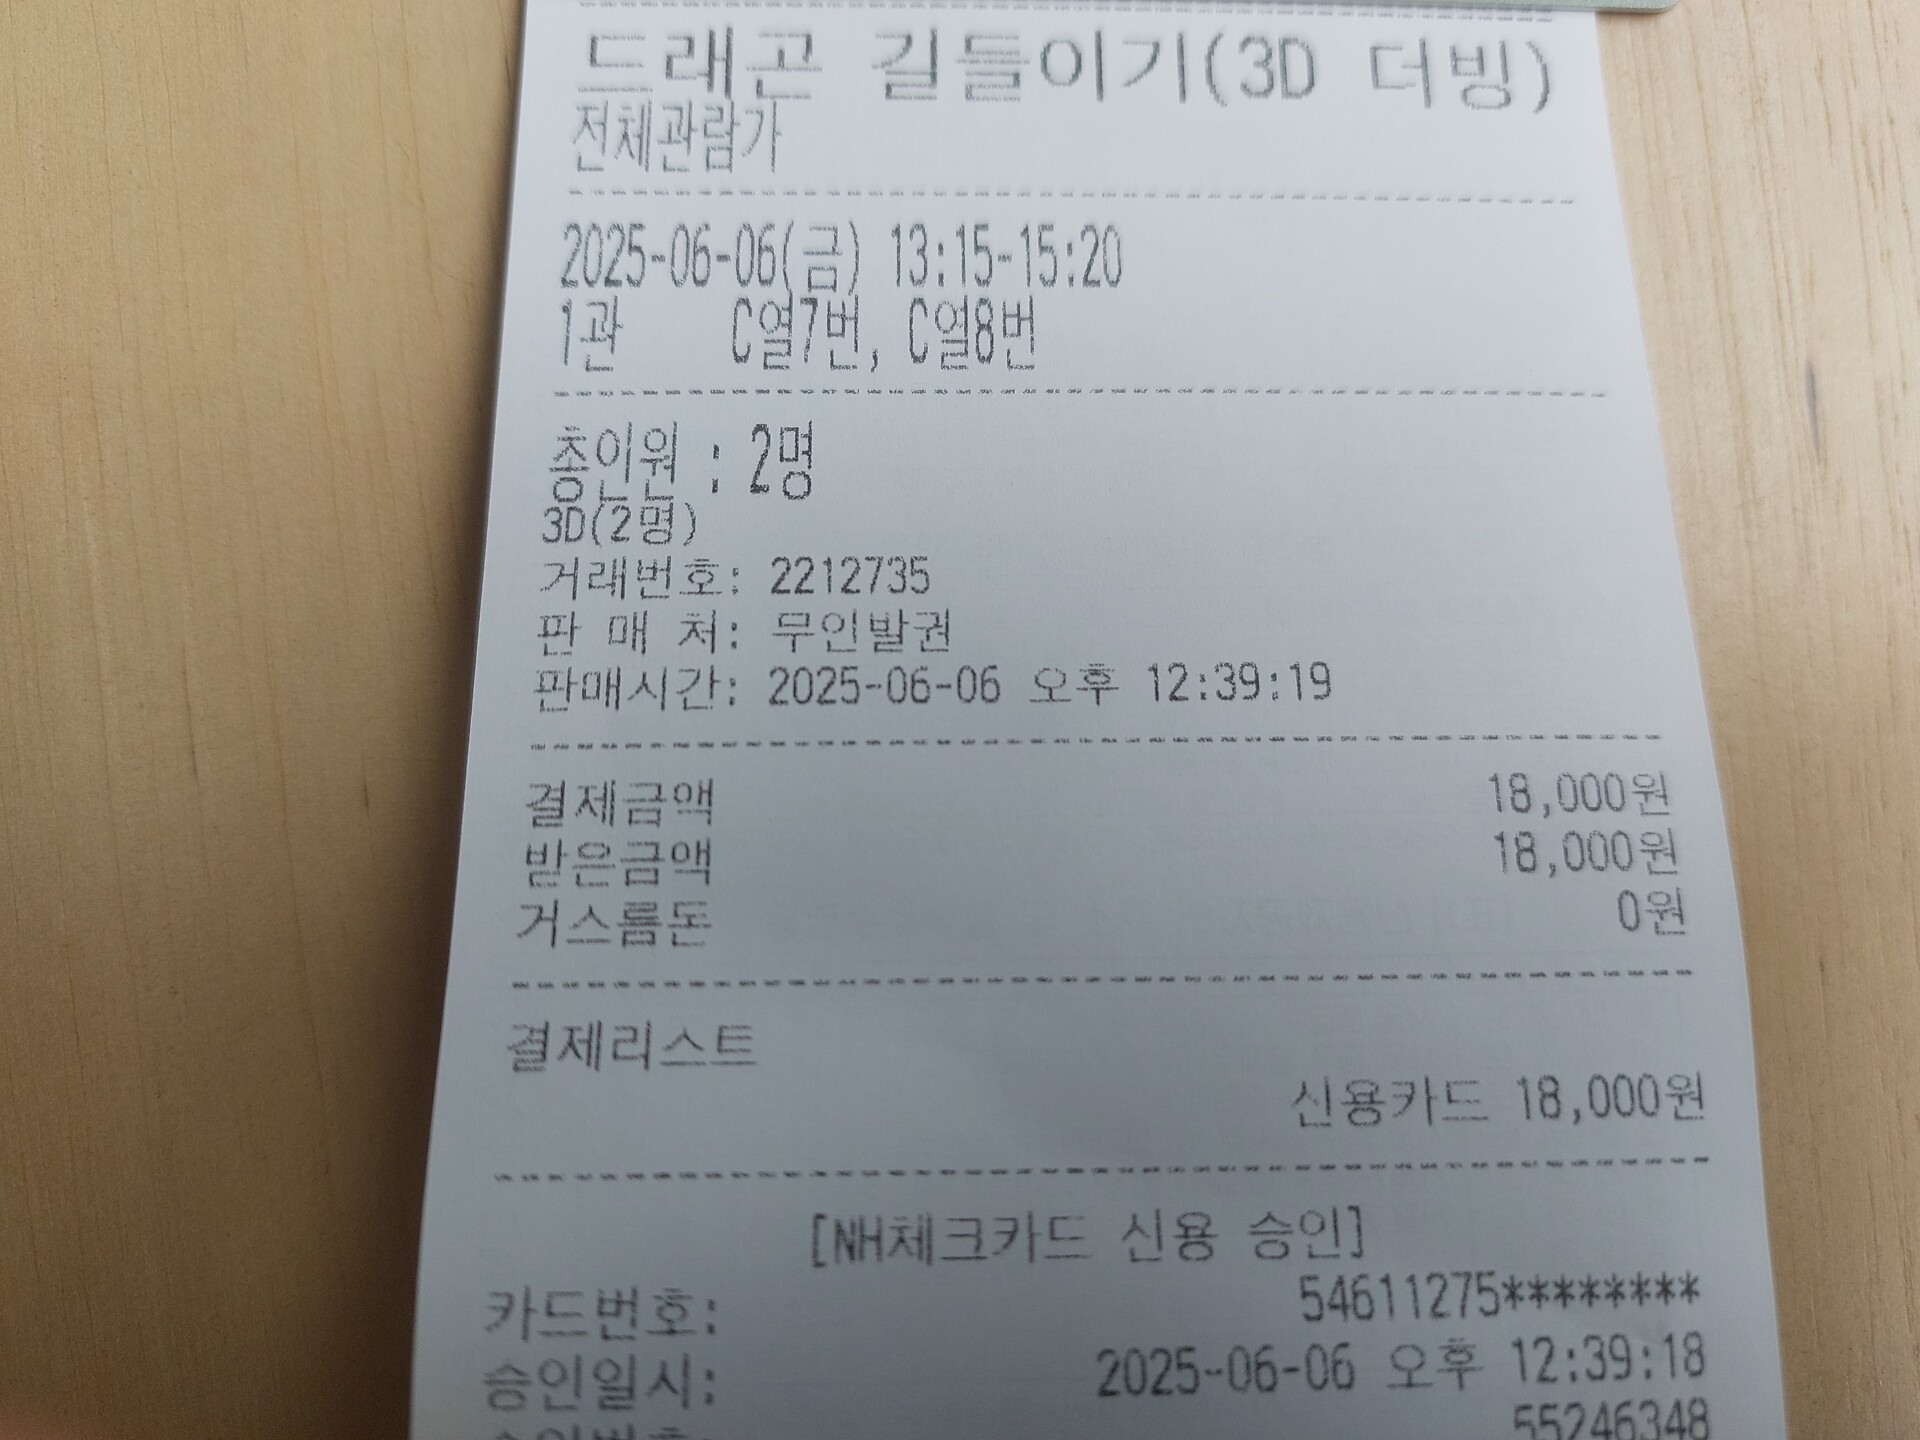 드래곤 길들이기(3D 더빙)
전체관람가
2025-06-06(금) 13:15-15:20
1관 C열7번, C열8번
총인원 : 2명
3D(2명)
거래번호: 2212735
판 매 처: 무인발권
판매시간: 2025-06-06 오후 12:39:19
결제금액 18,000원
받은금액 18,000원
거스름돈 0원
결제리스트
신용카드 18,000원
[NH체크카드 신용 승인]
카드번호: 54611275********
승인일시: 2025-06-06 오후 12:39:18
승인번호: 55246348